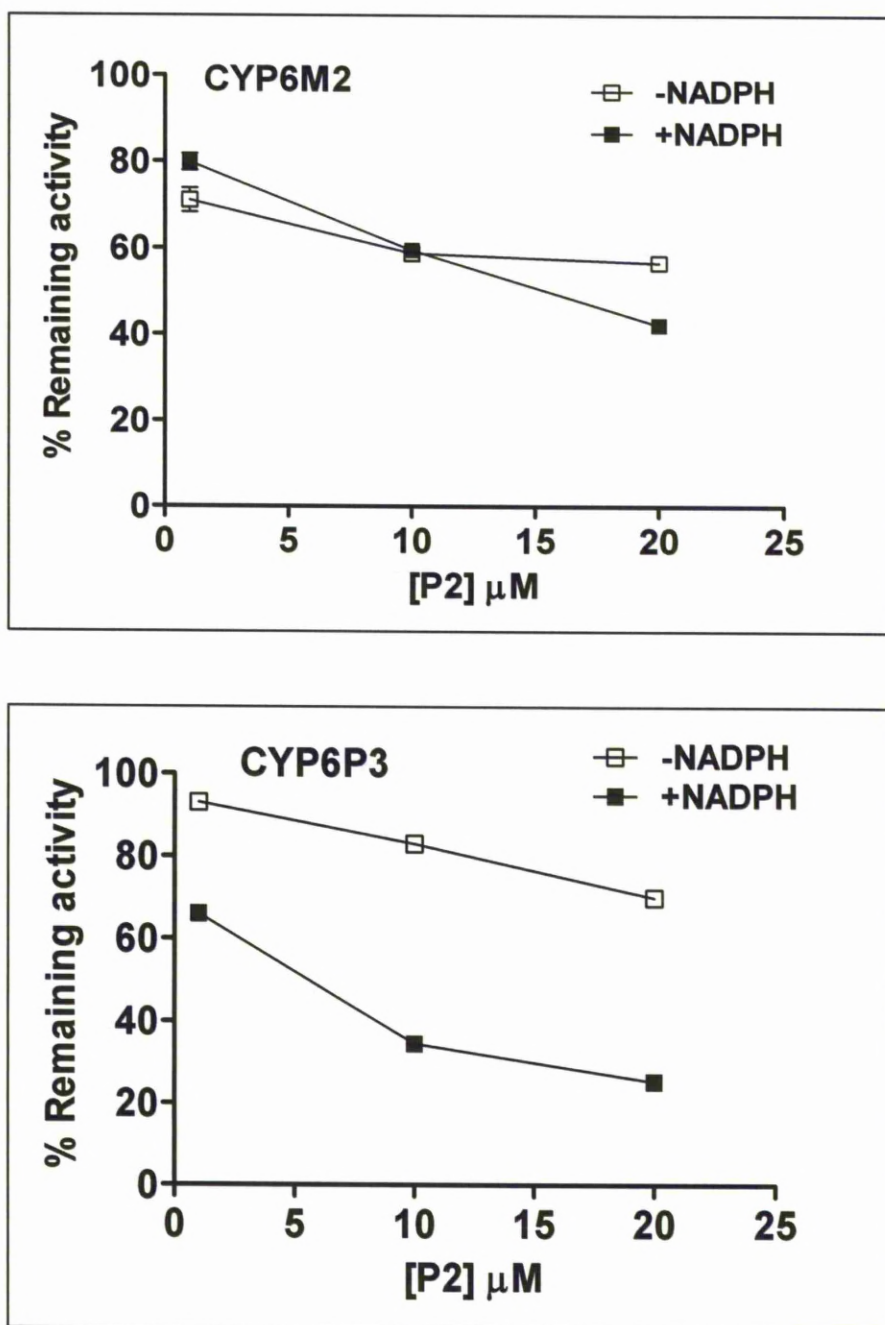 CYP6M2
-NADPH
+NADPH
% Remaining activity
100
80
60
40
20
0
0 5 10 15 20 25
[P2] μM
CYP6P3
-NADPH
+NADPH
% Remaining activity
100
80
60
40
20
0
0 5 10 15 20 25
[P2] μM